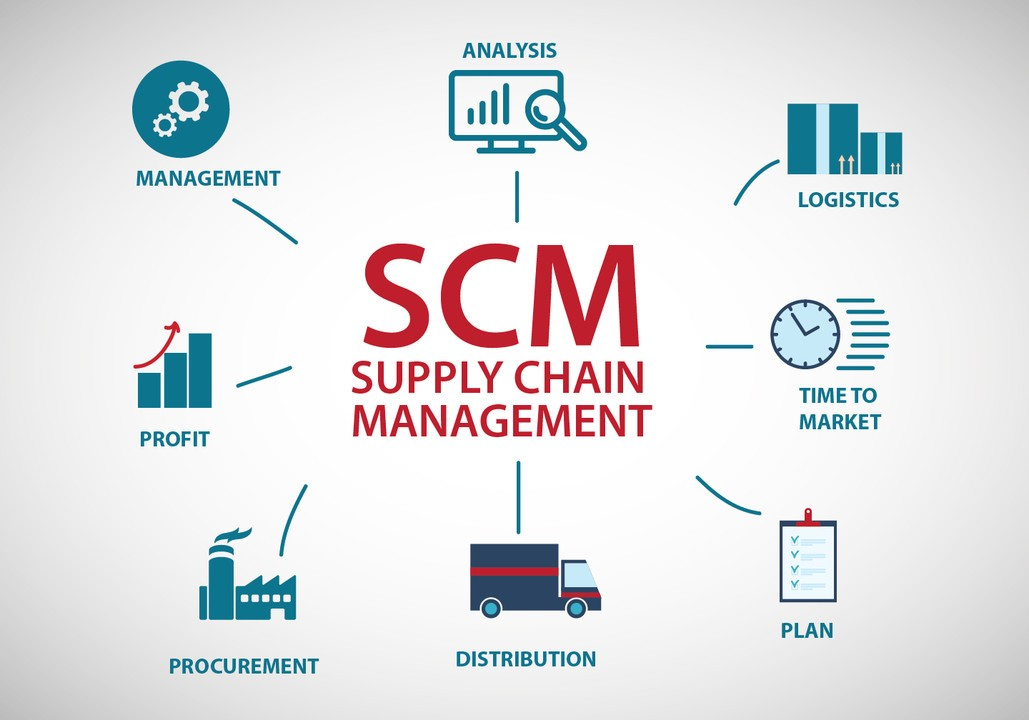 ANALYSIS
MANAGEMENT
LOGISTICS
SCM
SUPPLY CHAIN
MANAGEMENT
TIME TO
MARKET
PROFIT
PLAN
PROCUREMENT
DISTRIBUTION